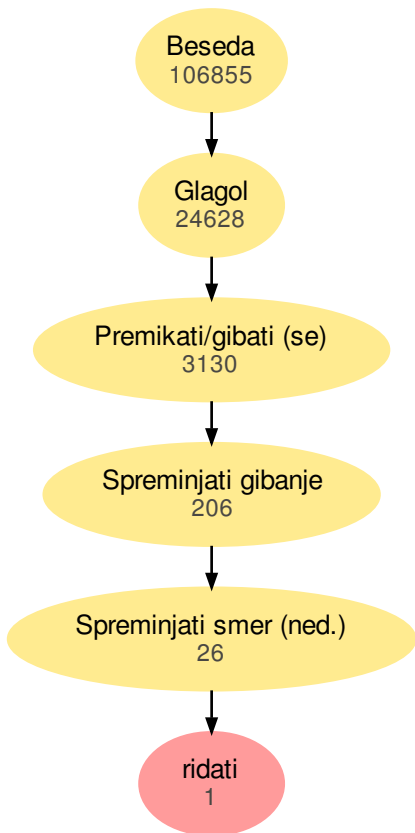 Beseda
106855
Glagol
24628
Premikati/gibati (se)
3130
Spreminjati gibanje
206
Spreminjati smer (ned.)
26
ridati
1